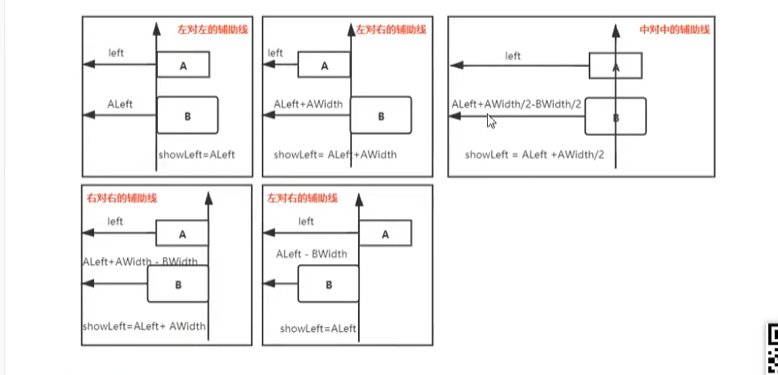 左对左的辅助线
left
A
ALeft
B
showLeft=ALeft
左对右的辅助线
left
A
ALeft+AWidth
B
showLeft= ALeft+AWidth
中对中的辅助线
left
A
ALeft+AWidth/2-BWidth/2
B
showLeft = ALeft +AWidth/2
右对右的辅助线
left
A
ALeft+AWidth - BWidth
B
showLeft=ALeft+ AWidth
左对右的辅助线
left
A
ALeft - BWidth
B
showLeft=ALeft